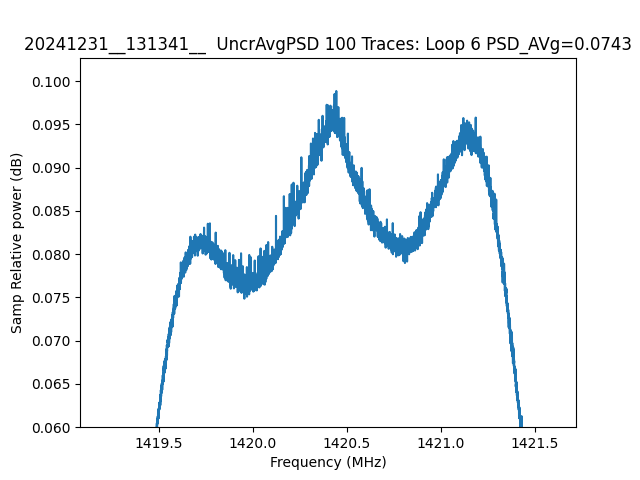 20241231__131341__  UncrAvgPSD 100 Traces: Loop 6 PSD_AVg=0.0743
0.100
0.095
0.090
0.085
0.080
0.075
0.070
0.065
0.060
Samp Relative power (dB)
1419.5 1420.0 1420.5 1421.0 1421.5
Frequency (MHz)